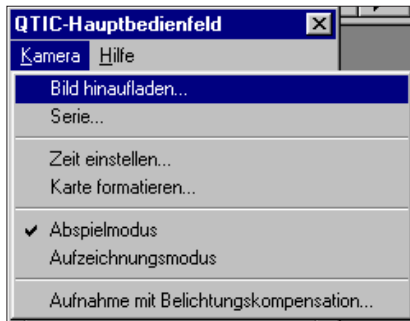 QTIC-Hauptbedienfeld
Kamera Hilfe
Bild hinaufladen...
Serie...
Zeit einstellen...
Karte formatieren...
Abspielmodus
Aufzeichnungsmodus
Aufnahme mit Belichtungskompensation...